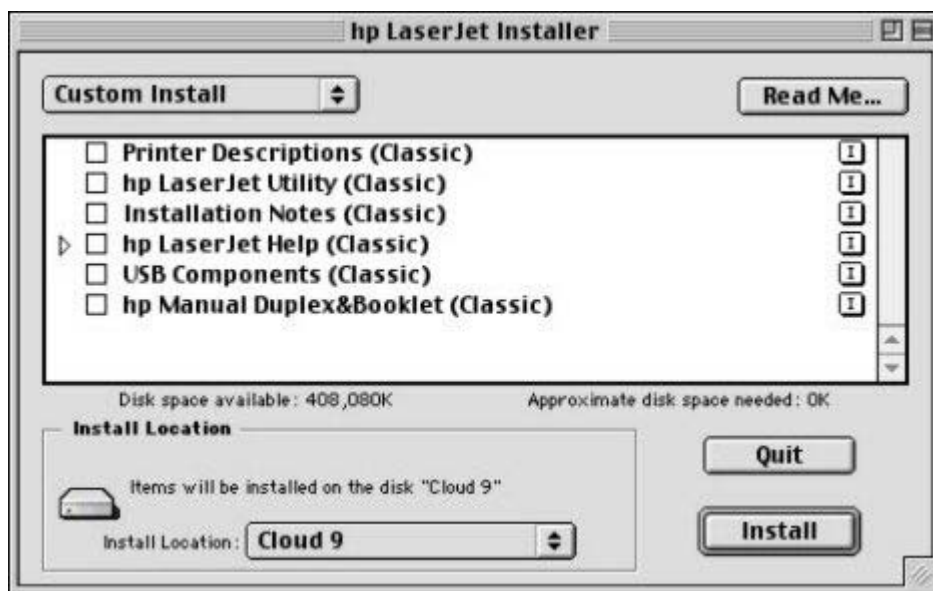 hp LaserJet Installer
Custom Install
Read Me...
Printer Descriptions (Classic)
hp LaserJet Utility (Classic)
Installation Notes (Classic)
hp LaserJet Help (Classic)
USB Components (Classic)
hp Manual Duplex&Booklet (Classic)
Disk space available: 408,080K
Approximate disk space needed: 0K
Install Location
Items will be installed on the disk "Cloud 9"
Install Location: Cloud 9
Quit
Install